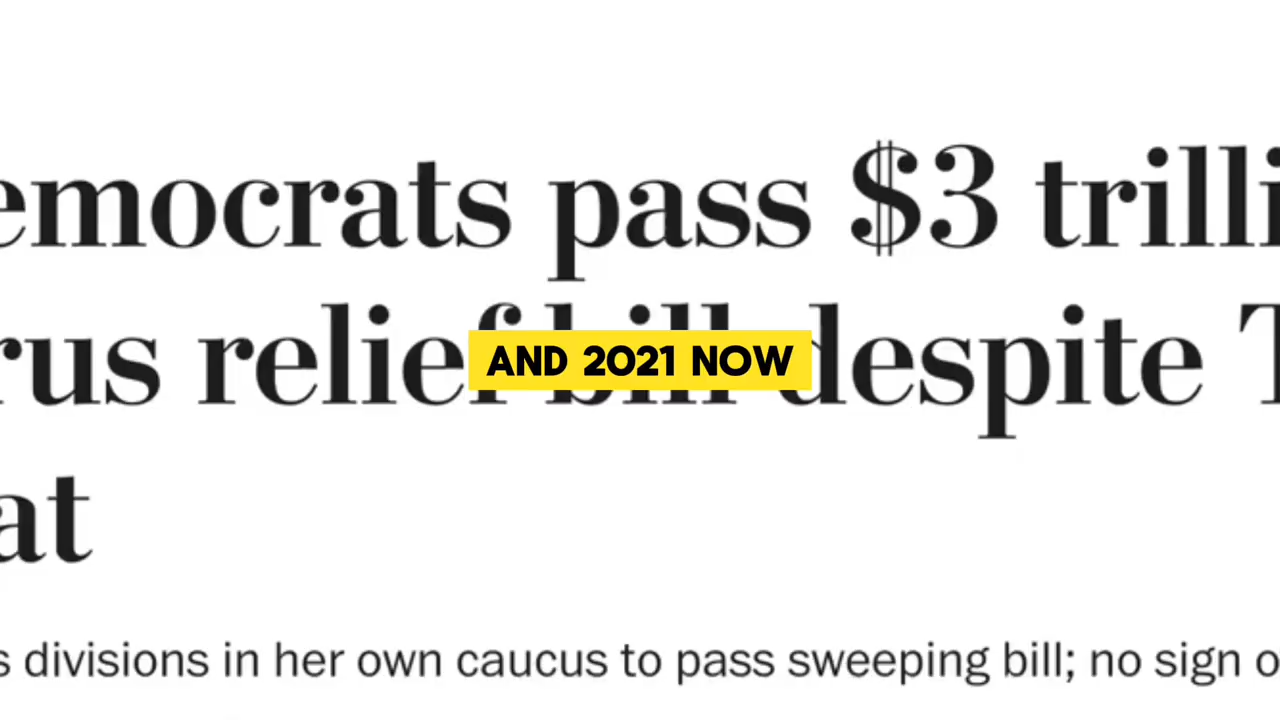 emocrats pass $3 trilli
rus relief bill despite T
AND 2021 NOW
at
s divisions in her own caucus to pass sweeping bill; no sign o